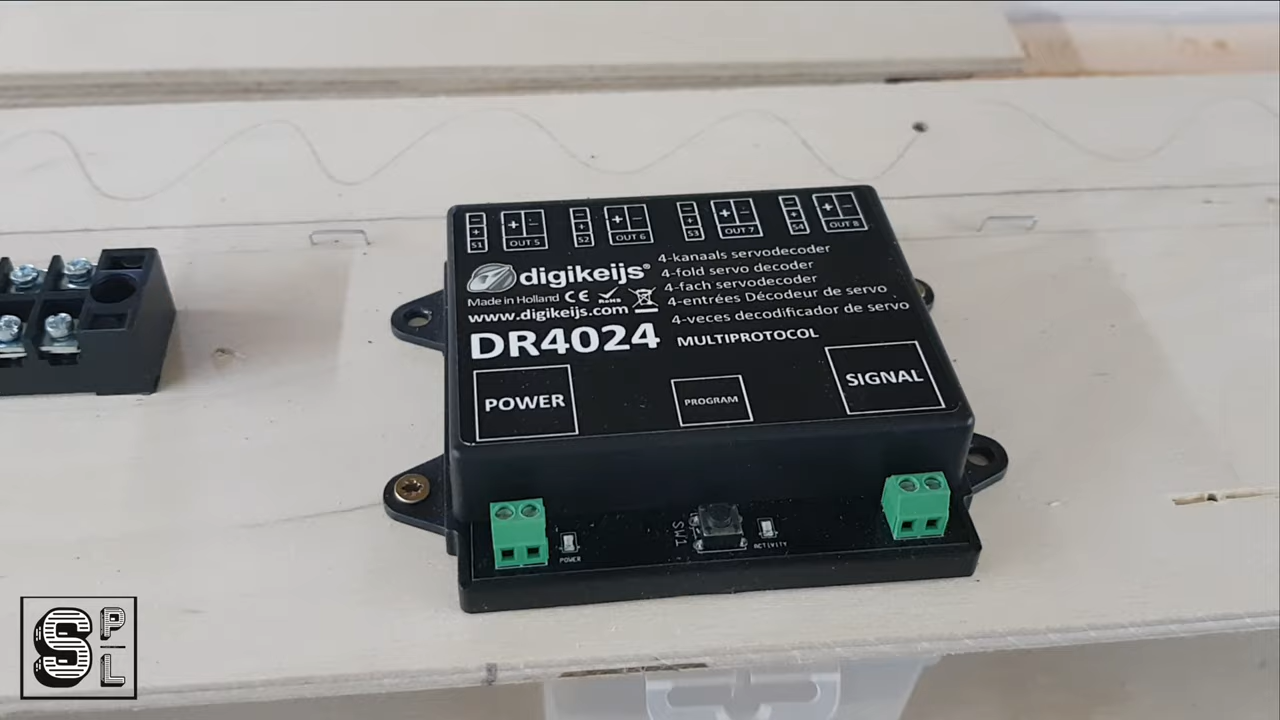 S1 OUT 5 S2 OUT 6 S3 OUT 7 S4 OUT 8
digikeijs®
4-kanaals servodecoder
4-fold servo decoder
4-fach servodecoder
4-entrées Décodeur de servo
4-veces decodificador de servo
Made in Holland CE RoHS
www.digikeijs.com
DR4024 MULTIPROTOCOL
POWER
PROGRAM
SIGNAL
SW1
POWER
ACTIVITY
S P L